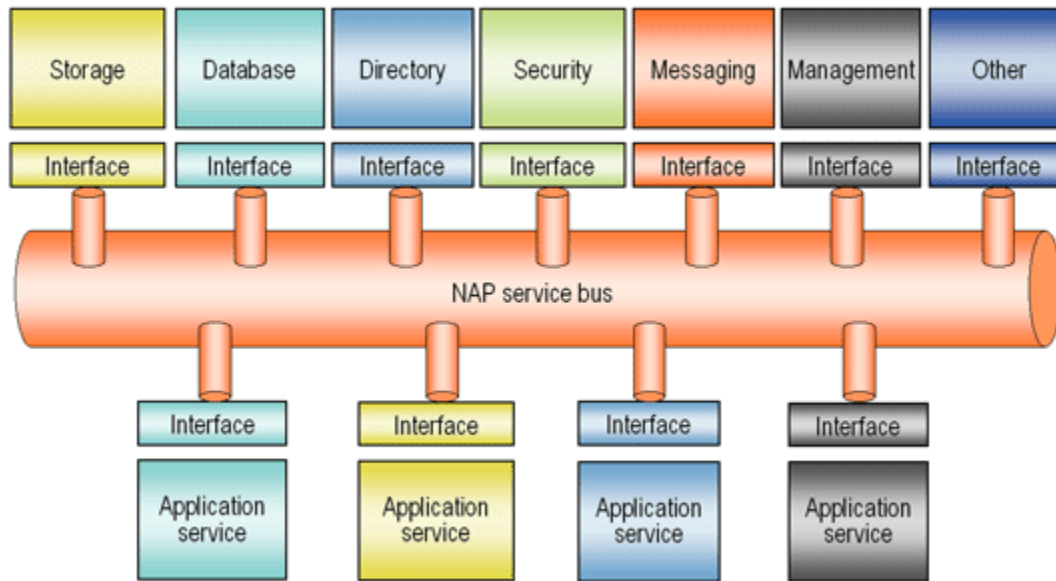 Storage
Database
Directory
Security
Messaging
Management
Other
Interface
Interface
Interface
Interface
Interface
Interface
Interface
NAP service bus
Interface
Interface
Interface
Interface
Application
service
Application
service
Application
service
Application
service